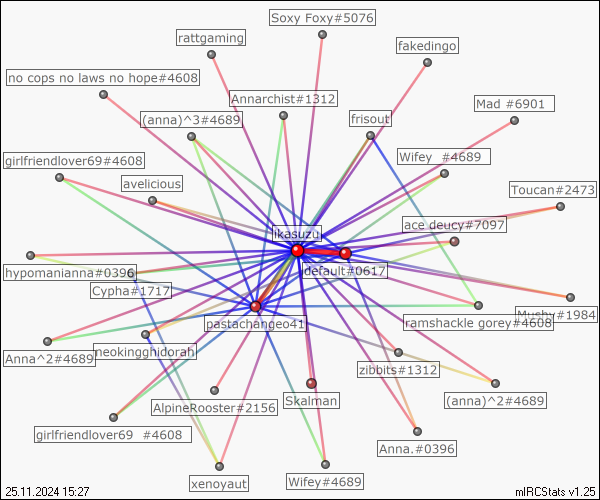 Soxy Foxy#5076
rattgaming
fakedingo
no cops no laws no hope#4608
Annarchist#1312
Mad #6901
(anna)^3#4689
frisout
girlfriendlover69#4608
Wifey #4689
avelicious
Toucan#2473
ace deucy#7097
ikasuzu
hypomaniamia#0396
default#0617
Cypha#1717
Mushy#1984
pastachangeo41
ramshackle gorey#4608
Anna^2#4689
neokingghidorah
zibbits#1312
AlpineRooster#2156
Skalman
(anna)^2#4689
girlfriendlover69 #4608
Anna.#0396
xenoyaut
Wifey#4689
25.11.2024 15:27
mIRCStats v1.25